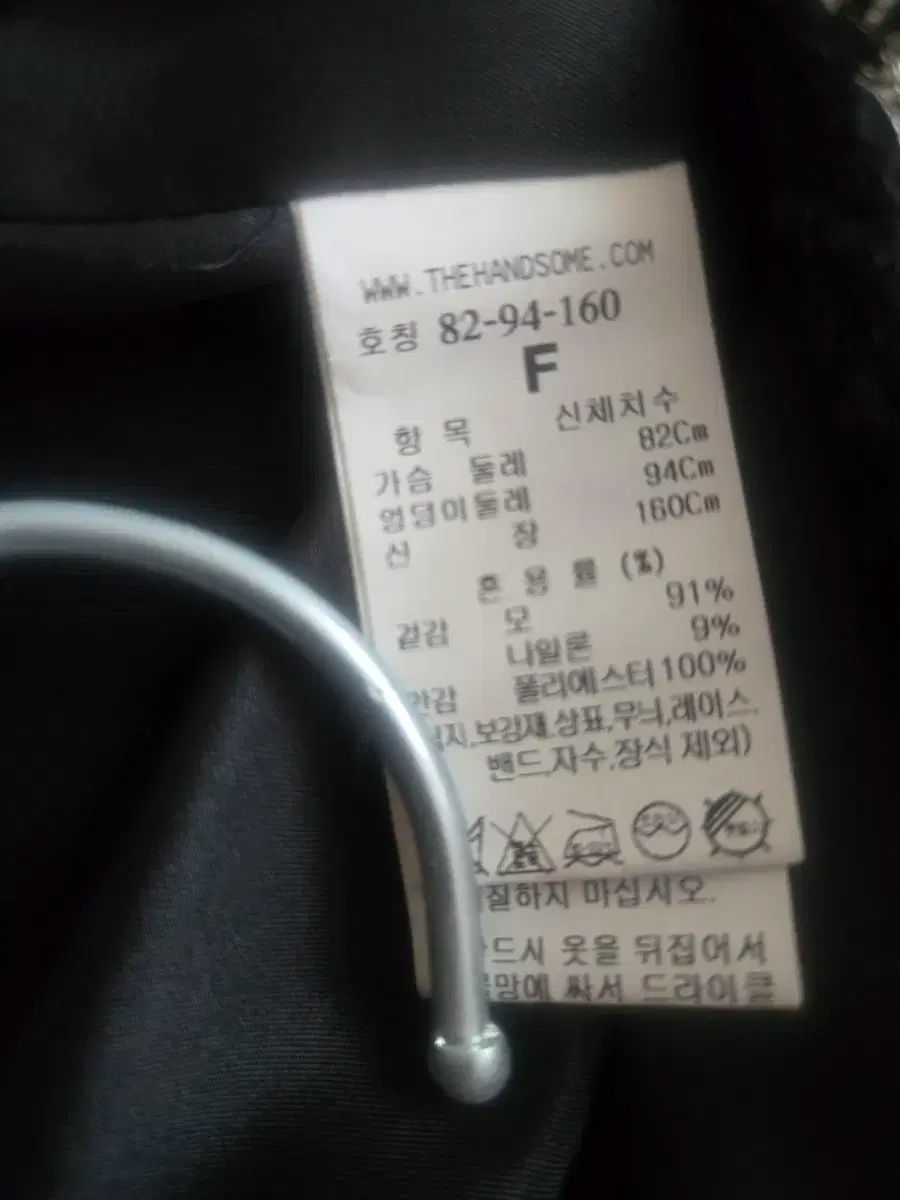 WWW.THEHANDSOME.COM
호칭 82-94-160
F
항 목 신체치수
가슴 둘레 82Cm
엉덩이둘레 94Cm
신 장 160Cm
혼 용 률 (%)
겉감 모 91%
나일론 9%
안감 폴리에스터 100%
지,보강재,상표,무늬,레이스,
밴드,자수,장식 제외)
질하지 마십시오.
드시 옷을 뒤집어서
망에 싸서 드라이클